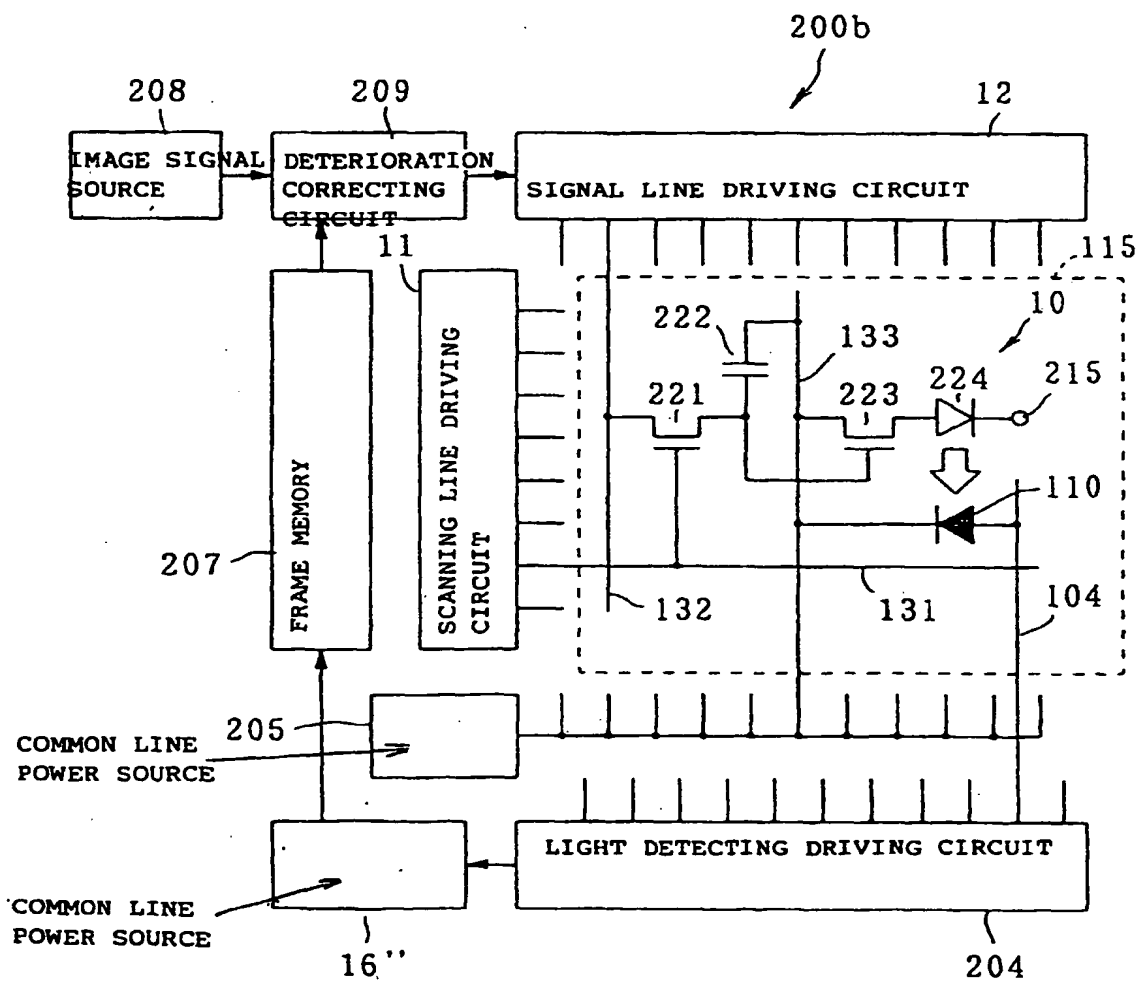 200b
208
209
12
IMAGE SIGNAL
SOURCE
DETERIORATION
CORRECTING
CIRCUIT
SIGNAL LINE DRIVING CIRCUIT
11
115
10
222
133
224
215
221
223
FRAME MEMORY
SCANNING LINE DRIVING
CIRCUIT
110
207
132
131
104
205
COMMON LINE
POWER SOURCE
LIGHT DETECTING DRIVING CIRCUIT
COMMON LINE
POWER SOURCE
16''
204